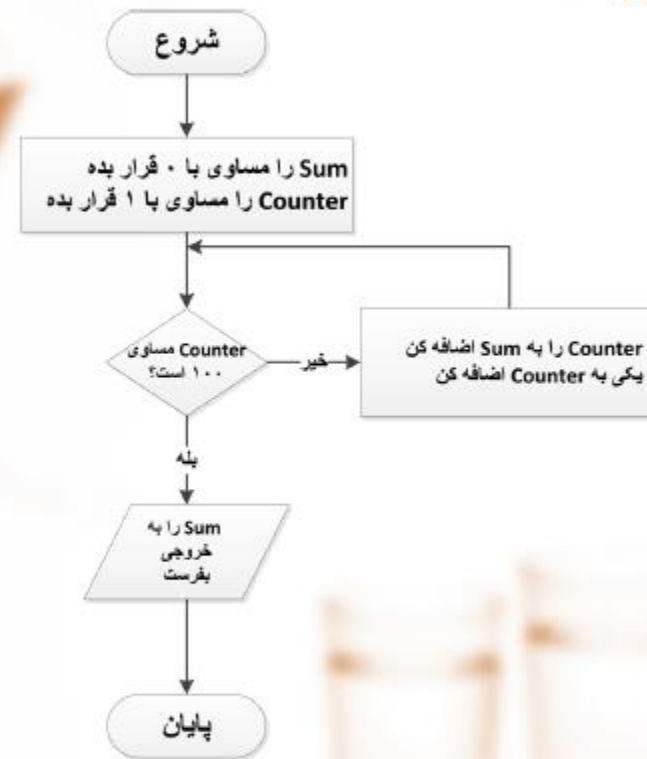 شروع
Sum را مساوی با ۰ قرار بده
Counter را مساوی با ۱ قرار بده
Counter مساوی
۱۰۰ است؟
خیر
Counter را به Sum اضافه کن
یکی به Counter اضافه کن
بله
Sum را به
خروجی
بفرست
پایان